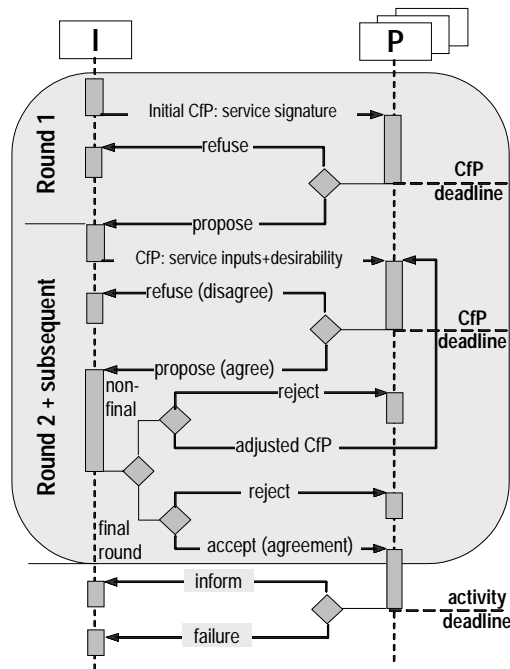 I
P
Initial CfP: service signature
Round 1
refuse
CfP
deadline
propose
CfP: service inputs+desirability
refuse (disagree)
CfP
deadline
Round 2 + subsequent
propose (agree)
non-
final
reject
adjusted CfP
reject
final
round
accept (agreement)
inform
activity
deadline
failure